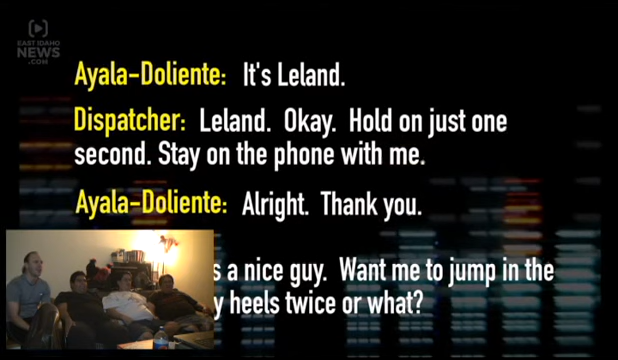 EAST IDAHO
NEWS
.COM
Ayala-Doliente: It's Leland.
Dispatcher: Leland. Okay. Hold on just one
second. Stay on the phone with me.
Ayala-Doliente: Alright. Thank you.
s a nice guy. Want me to jump in the
y heels twice or what?